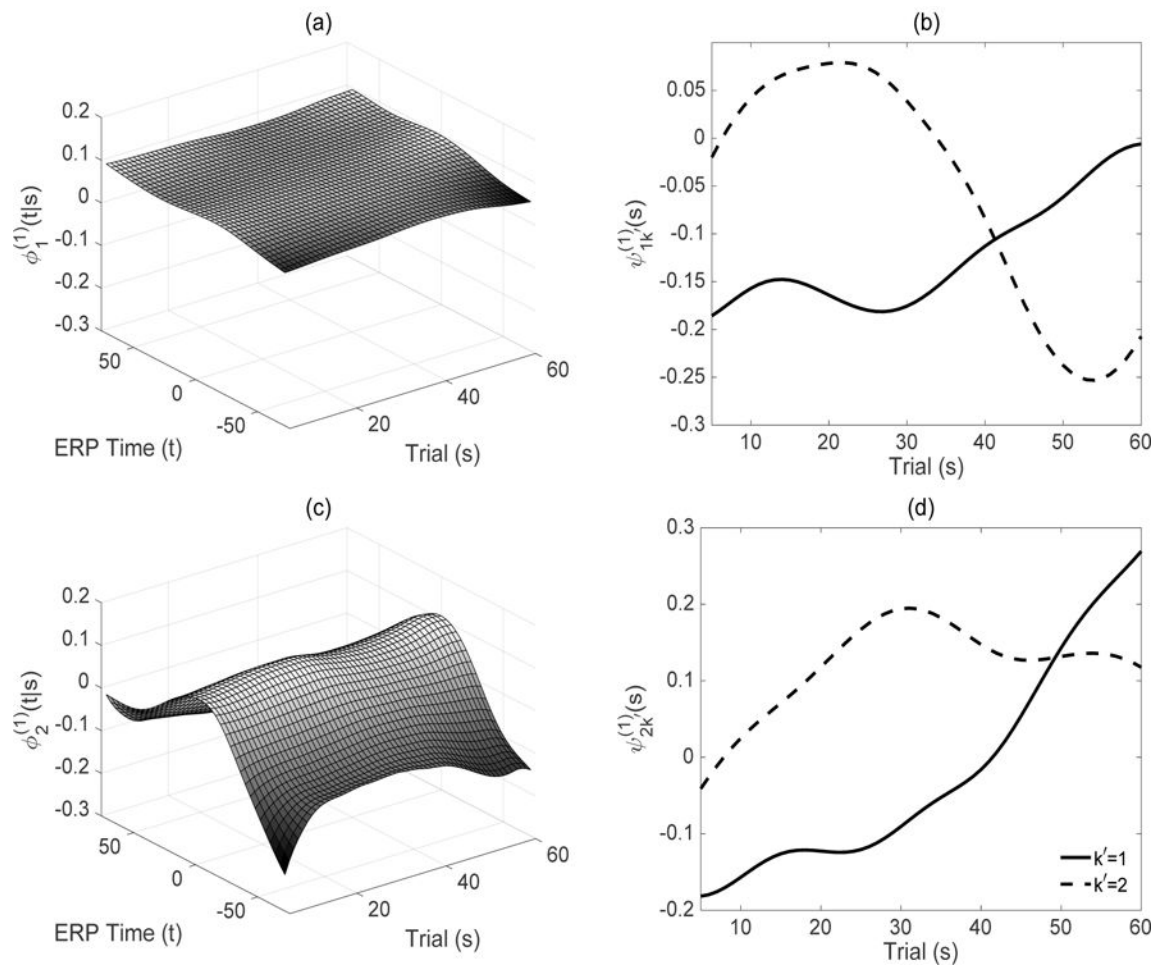 (a)
0.2
0.1
0
-0.1
-0.2
-0.3
ϕ₁⁽¹⁾(t|s)
50
0
-50
ERP Time (t)
20
40
60
Trial (s)
(b)
0.05
0
-0.05
-0.1
-0.15
-0.2
-0.25
-0.3
ψ₁ₖ′⁽¹⁾(s)
10 20 30 40 50 60
Trial (s)
(c)
0.2
0.1
0
-0.1
-0.2
-0.3
ϕ₂⁽¹⁾(t|s)
50
0
-50
ERP Time (t)
20
40
60
Trial (s)
(d)
0.3
0.2
0.1
0
-0.1
-0.2
ψ₂ₖ′⁽¹⁾(s)
k′=1
k′=2
10 20 30 40 50 60
Trial (s)